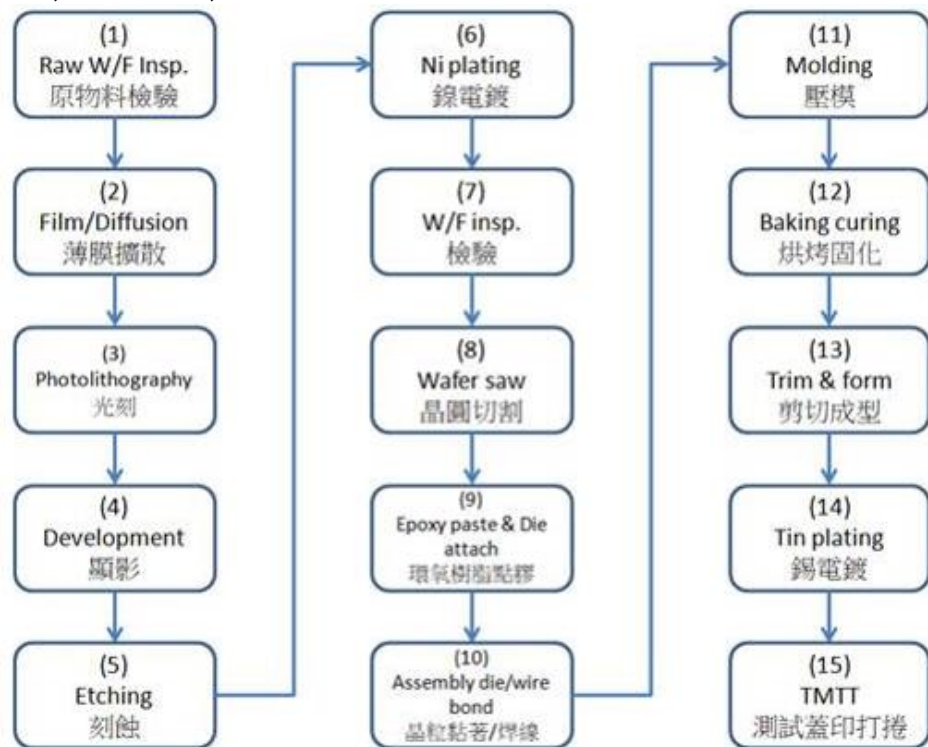 (1)
Raw W/F Insp.
原物料檢驗
(2)
Film/Diffusion
薄膜擴散
(3)
Photolithography
光刻
(4)
Development
顯影
(5)
Etching
刻蝕
(6)
Ni plating
鎳電鍍
(7)
W/F insp.
檢驗
(8)
Wafer saw
晶圓切割
(9)
Epoxy paste & Die
attach
環氧樹脂點膠
(10)
Assembly die/wire
bond
晶粒黏著/焊線
(11)
Molding
壓模
(12)
Baking curing
烘烤固化
(13)
Trim & form
剪切成型
(14)
Tin plating
錫電鍍
(15)
TMTT
測試蓋印打捲